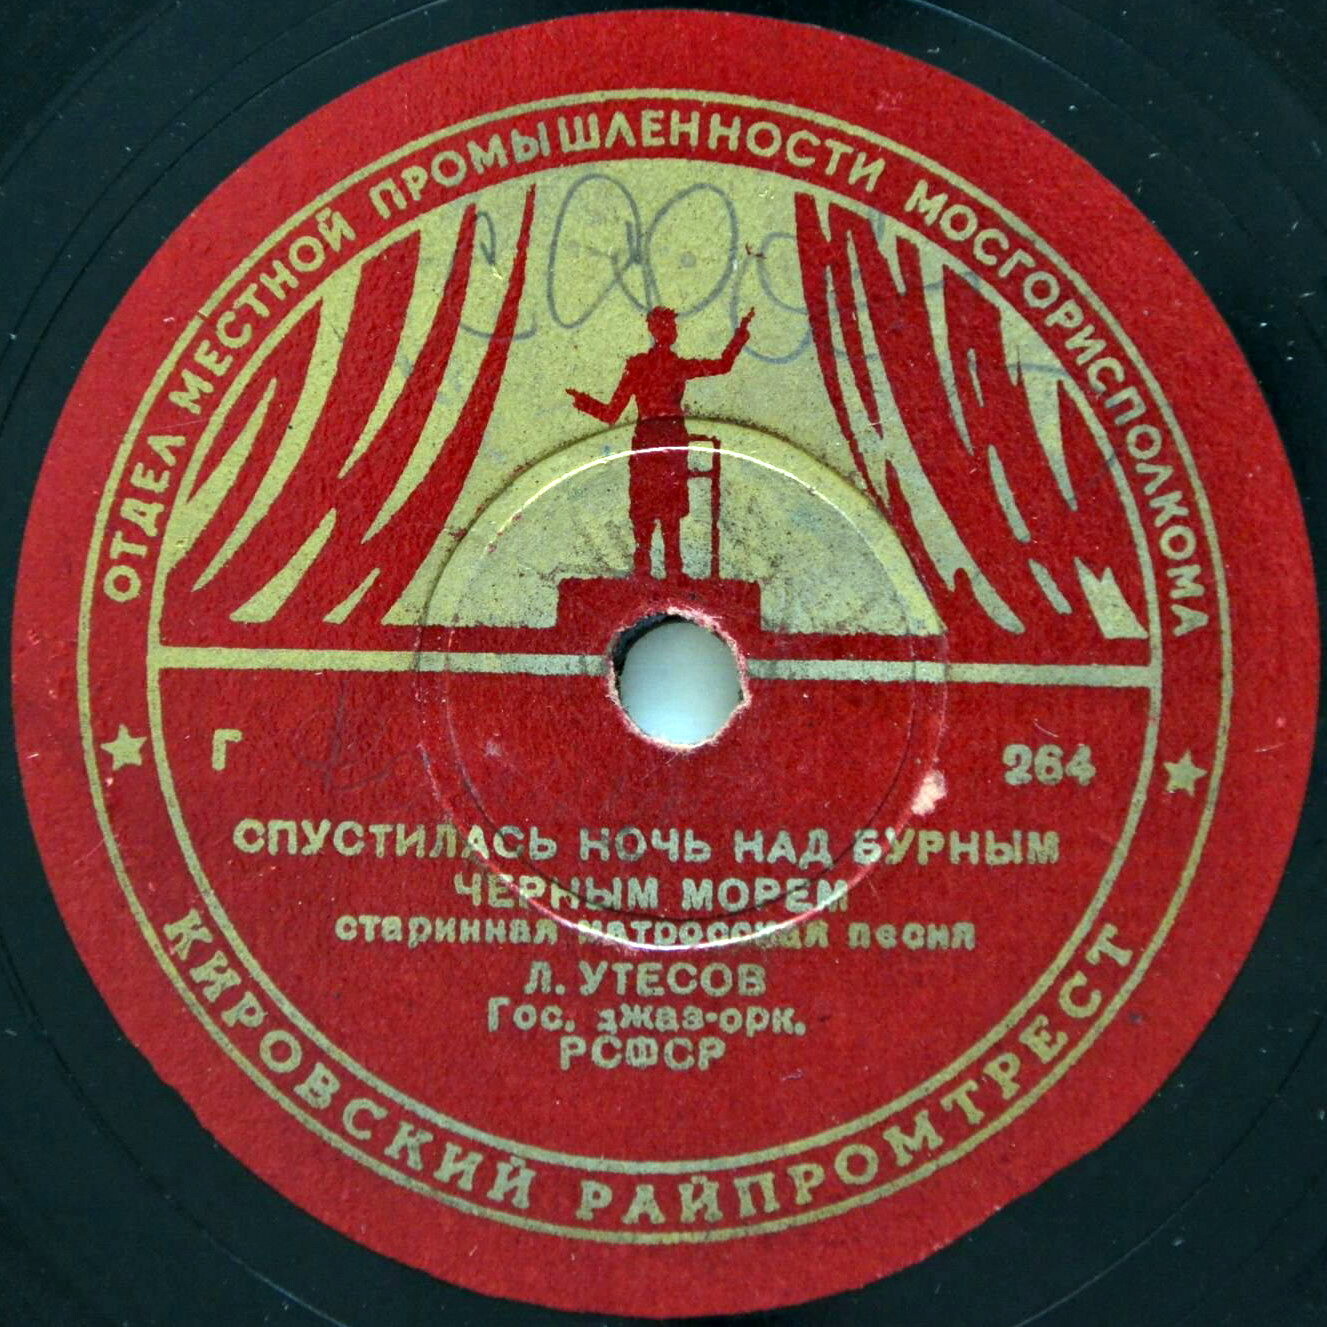 ОТДЕЛ МЕСТНОЙ ПРОМЫШЛЕННОСТИ МОСГОРИСПОЛКОМА
Г 264
СПУСТИЛАСЬ НОЧЬ НАД БУРНЫМ
ЧЕРНЫМ МОРЕМ
старинная матросская песня
Л. УТЕСОВ
Гос. джаз-орк.
РСФСР
КИРОВСКИЙ РАЙПРОМТРЕСТ